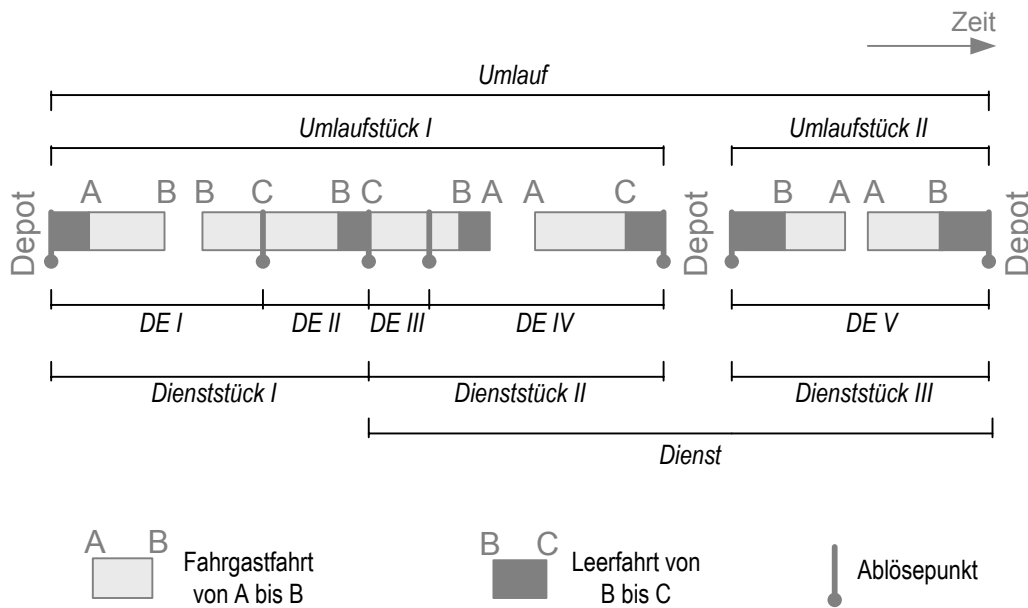 Zeit
Umlauf
Umlaufstück I Umlaufstück II
Depot A B B C B C B A A C Depot B A A B Depot
DE I DE II DE III DE IV DE V
Dienststück I Dienststück II Dienststück III
Dienst
A B Fahrgastfahrt
von A bis B
B C Leerfahrt von
B bis C
Ablösepunkt